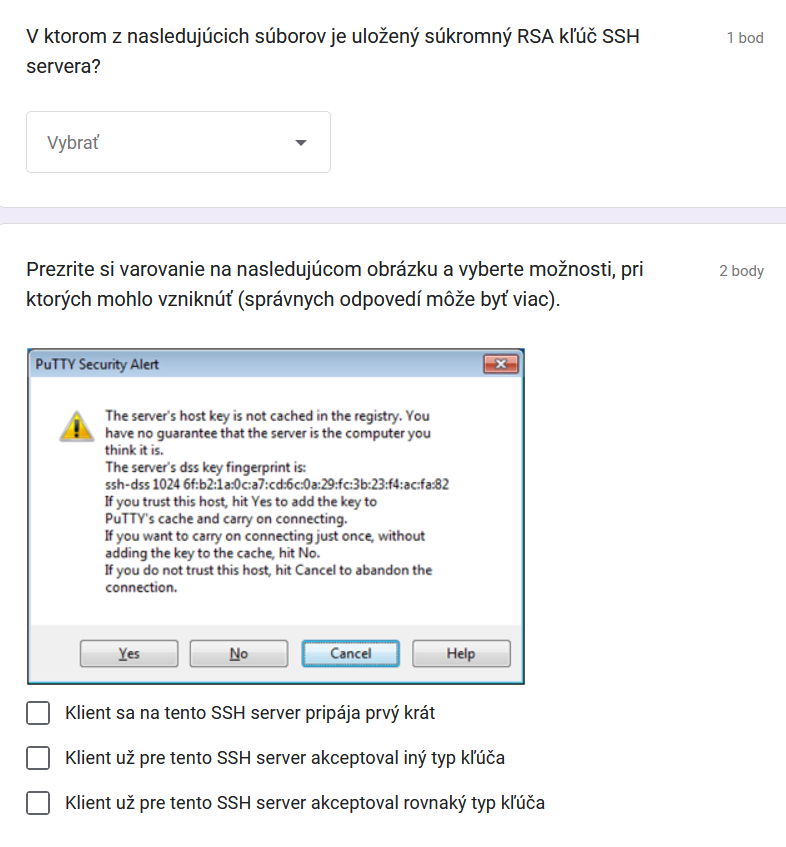 V ktorom z nasledujúcich súborov je uložený súkromný RSA kľúč SSH
servera?
1 bod
Vybrať
Prezrite si varovanie na nasledujúcom obrázku a vyberte možnosti, pri
ktorých mohlo vzniknúť (správnych odpovedí môže byť viac).
2 body
PuTTY Security Alert
The server's host key is not cached in the registry. You
have no guarantee that the server is the computer you
think it is.
The server's dss key fingerprint is:
ssh-dss 1024 6f:b2:1a:0c:a7:cd:6c:0a:29:fc:3b:23:f4:ac:fa:82
If you trust this host, hit Yes to add the key to
PuTTY's cache and carry on connecting.
If you want to carry on connecting just once, without
adding the key to the cache, hit No.
If you do not trust this host, hit Cancel to abandon the
connection.
Yes No Cancel Help
Klient sa na tento SSH server pripája prvý krát
Klient už pre tento SSH server akceptoval iný typ kľúča
Klient už pre tento SSH server akceptoval rovnaký typ kľúča